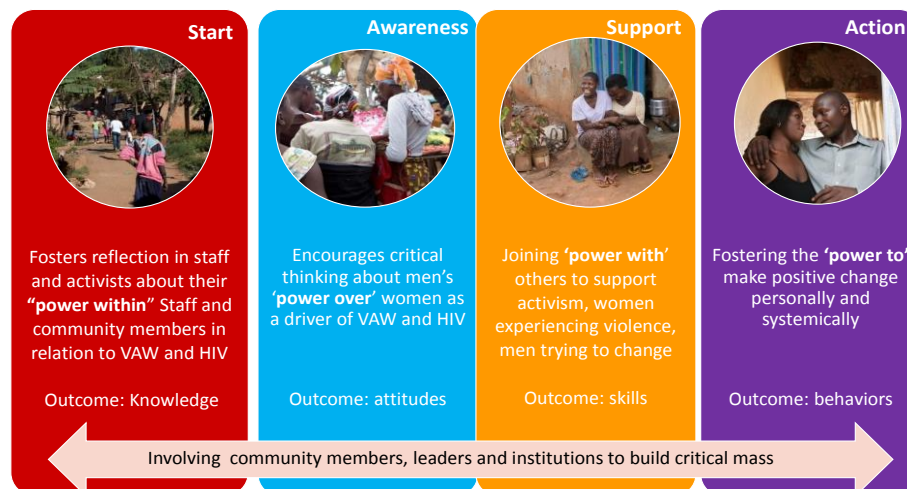 Start
Fosters reflection in staff
and activists about their
“power within” Staff and
community members in
relation to VAW and HIV
Outcome: Knowledge
Awareness
Encourages critical
thinking about men’s
‘power over’ women as
a driver of VAW and HIV
Outcome: attitudes
Support
Joining ‘power with’
others to support
activism, women
experiencing violence,
men trying to change
Outcome: skills
Action
Fostering the ‘power to’
make positive change
personally and
systemically
Outcome: behaviors
Involving community members, leaders and institutions to build critical mass